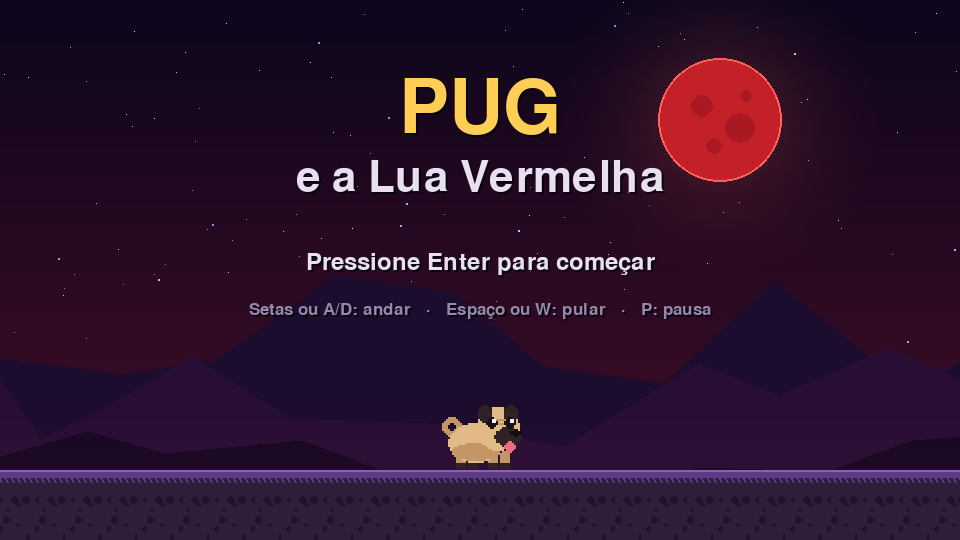 PUG
e a Lua Vermelha
Pressione Enter para começar
Setas ou A/D: andar · Espaço ou W: pular · P: pausa